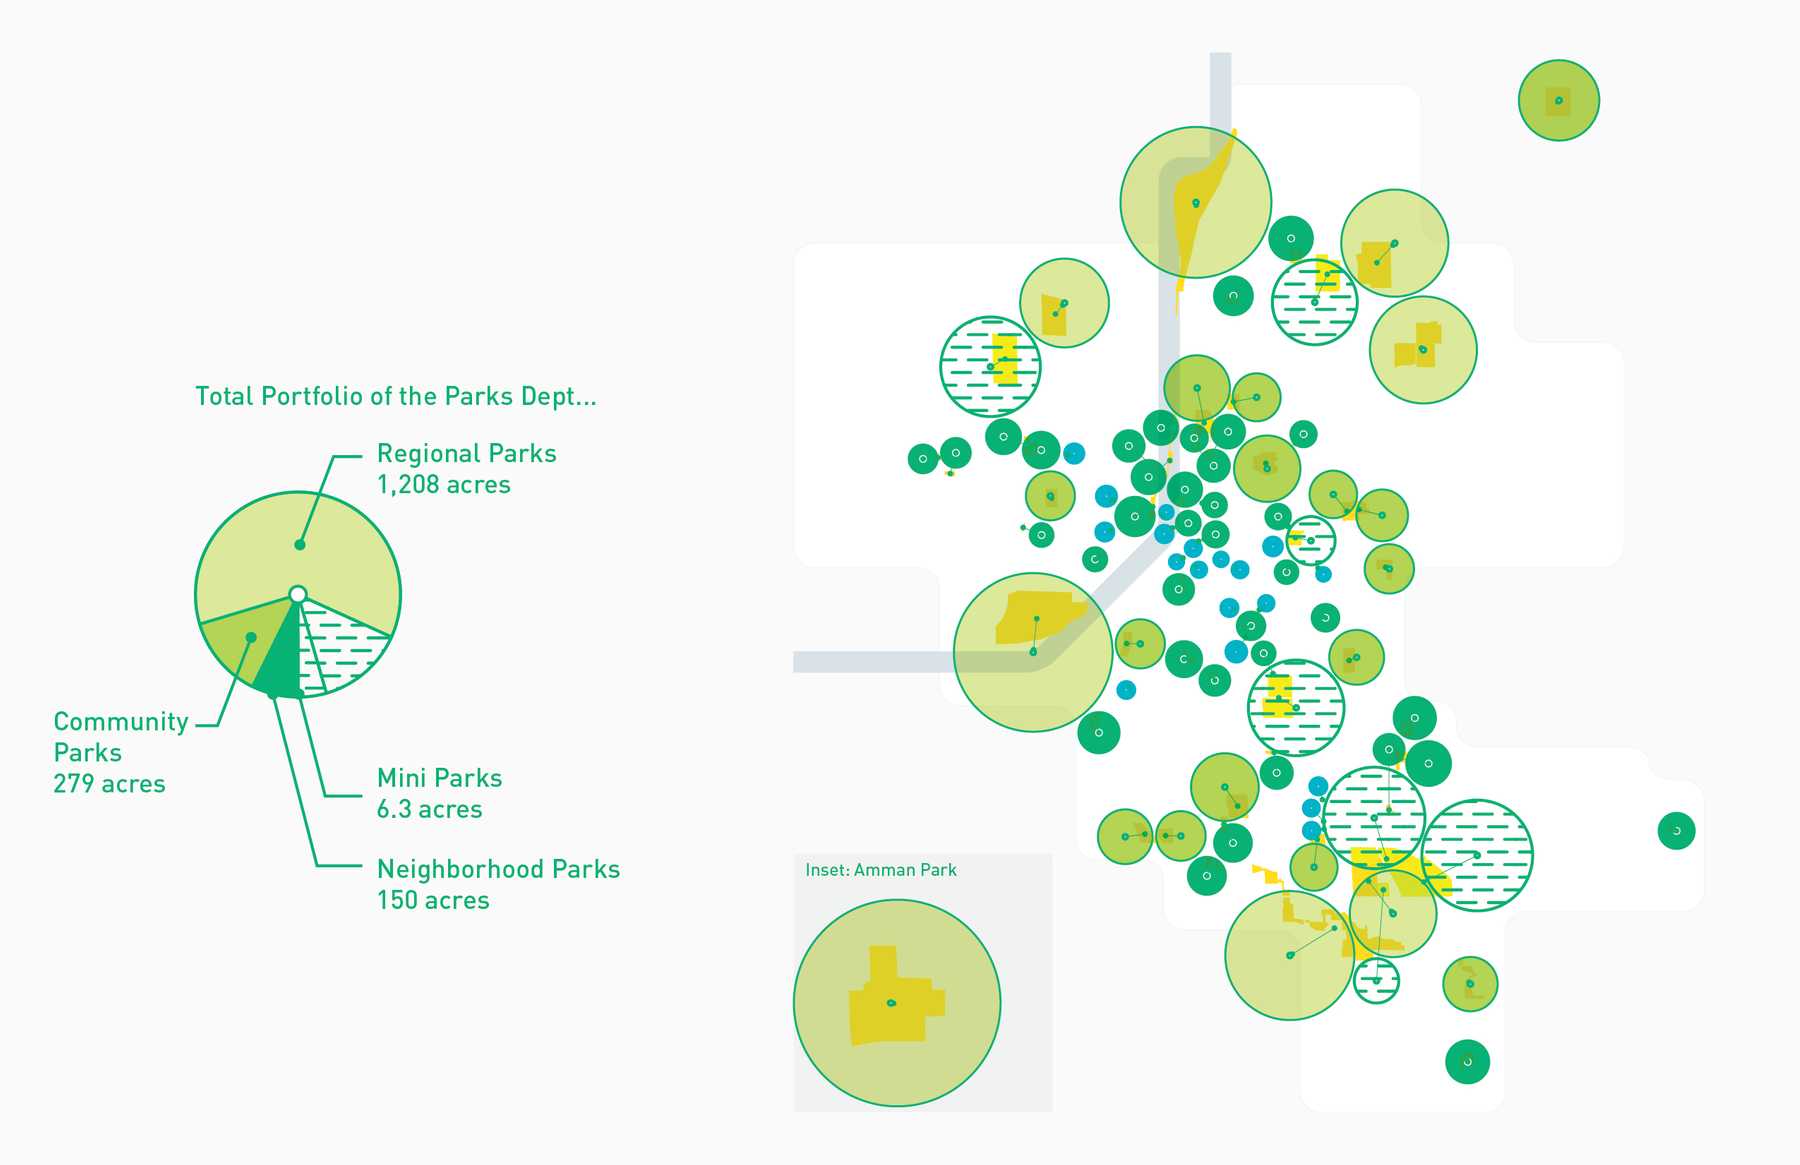 Total Portfolio of the Parks Dept...
Regional Parks
1,208 acres
Community
Parks
279 acres
Mini Parks
6.3 acres
Neighborhood Parks
150 acres
Inset: Amman Park